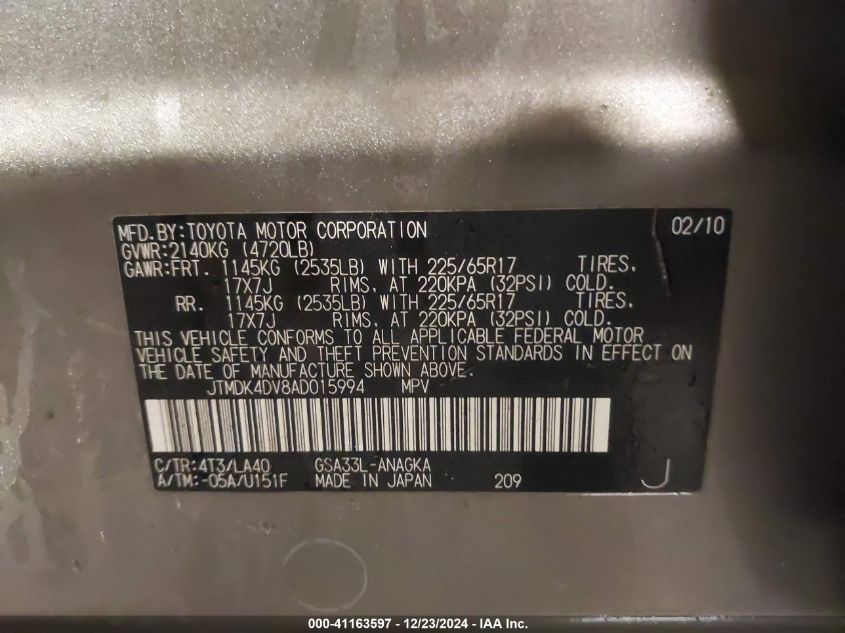 MFD.BY:TOYOTA MOTOR CORPORATION 02/10
GVWR:2140KG (4720LB)
GAWR:FRT. 1145KG (2535LB) WITH 225/65R17 TIRES,
17X7J RIMS, AT 220KPA (32PSI) COLD.
RR. 1145KG (2535LB) WITH 225/65R17 TIRES,
17X7J RIMS, AT 220KPA (32PSI) COLD.
THIS VEHICLE CONFORMS TO ALL APPLICABLE FEDERAL MOTOR
VEHICLE SAFETY AND THEFT PREVENTION STANDARDS IN EFFECT ON
THE DATE OF MANUFACTURE SHOWN ABOVE.
JTMDK4DV8AD015994 MPV
C/TR:4T3/LA40 GSA33L-ANAGKA
A/TM:-05A/U151F MADE IN JAPAN 209 J
000-41163597 - 12/23/2024 - IAA Inc.